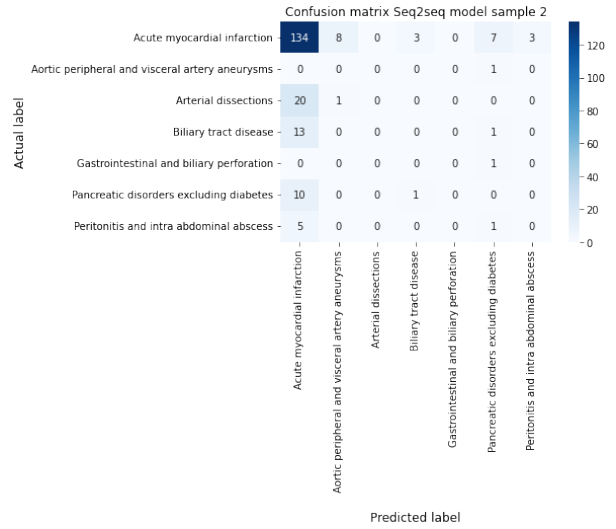 Confusion matrix Seq2seq model sample 2
Actual label
Acute myocardial infarction 134 8 0 3 0 7 3
Aortic peripheral and visceral artery aneurysms 0 0 0 0 0 1 0
Arterial dissections 20 1 0 0 0 0 0
Biliary tract disease 13 0 0 0 0 1 0
Gastrointestinal and biliary perforation 0 0 0 0 0 1 0
Pancreatic disorders excluding diabetes 10 0 0 1 0 0 0
Peritonitis and intra abdominal abscess 5 0 0 0 0 1 0
120
100
80
60
40
20
0
Acute myocardial infarction
Aortic peripheral and visceral artery aneurysms
Arterial dissections
Biliary tract disease
Gastrointestinal and biliary perforation
Pancreatic disorders excluding diabetes
Peritonitis and intra abdominal abscess
Predicted label